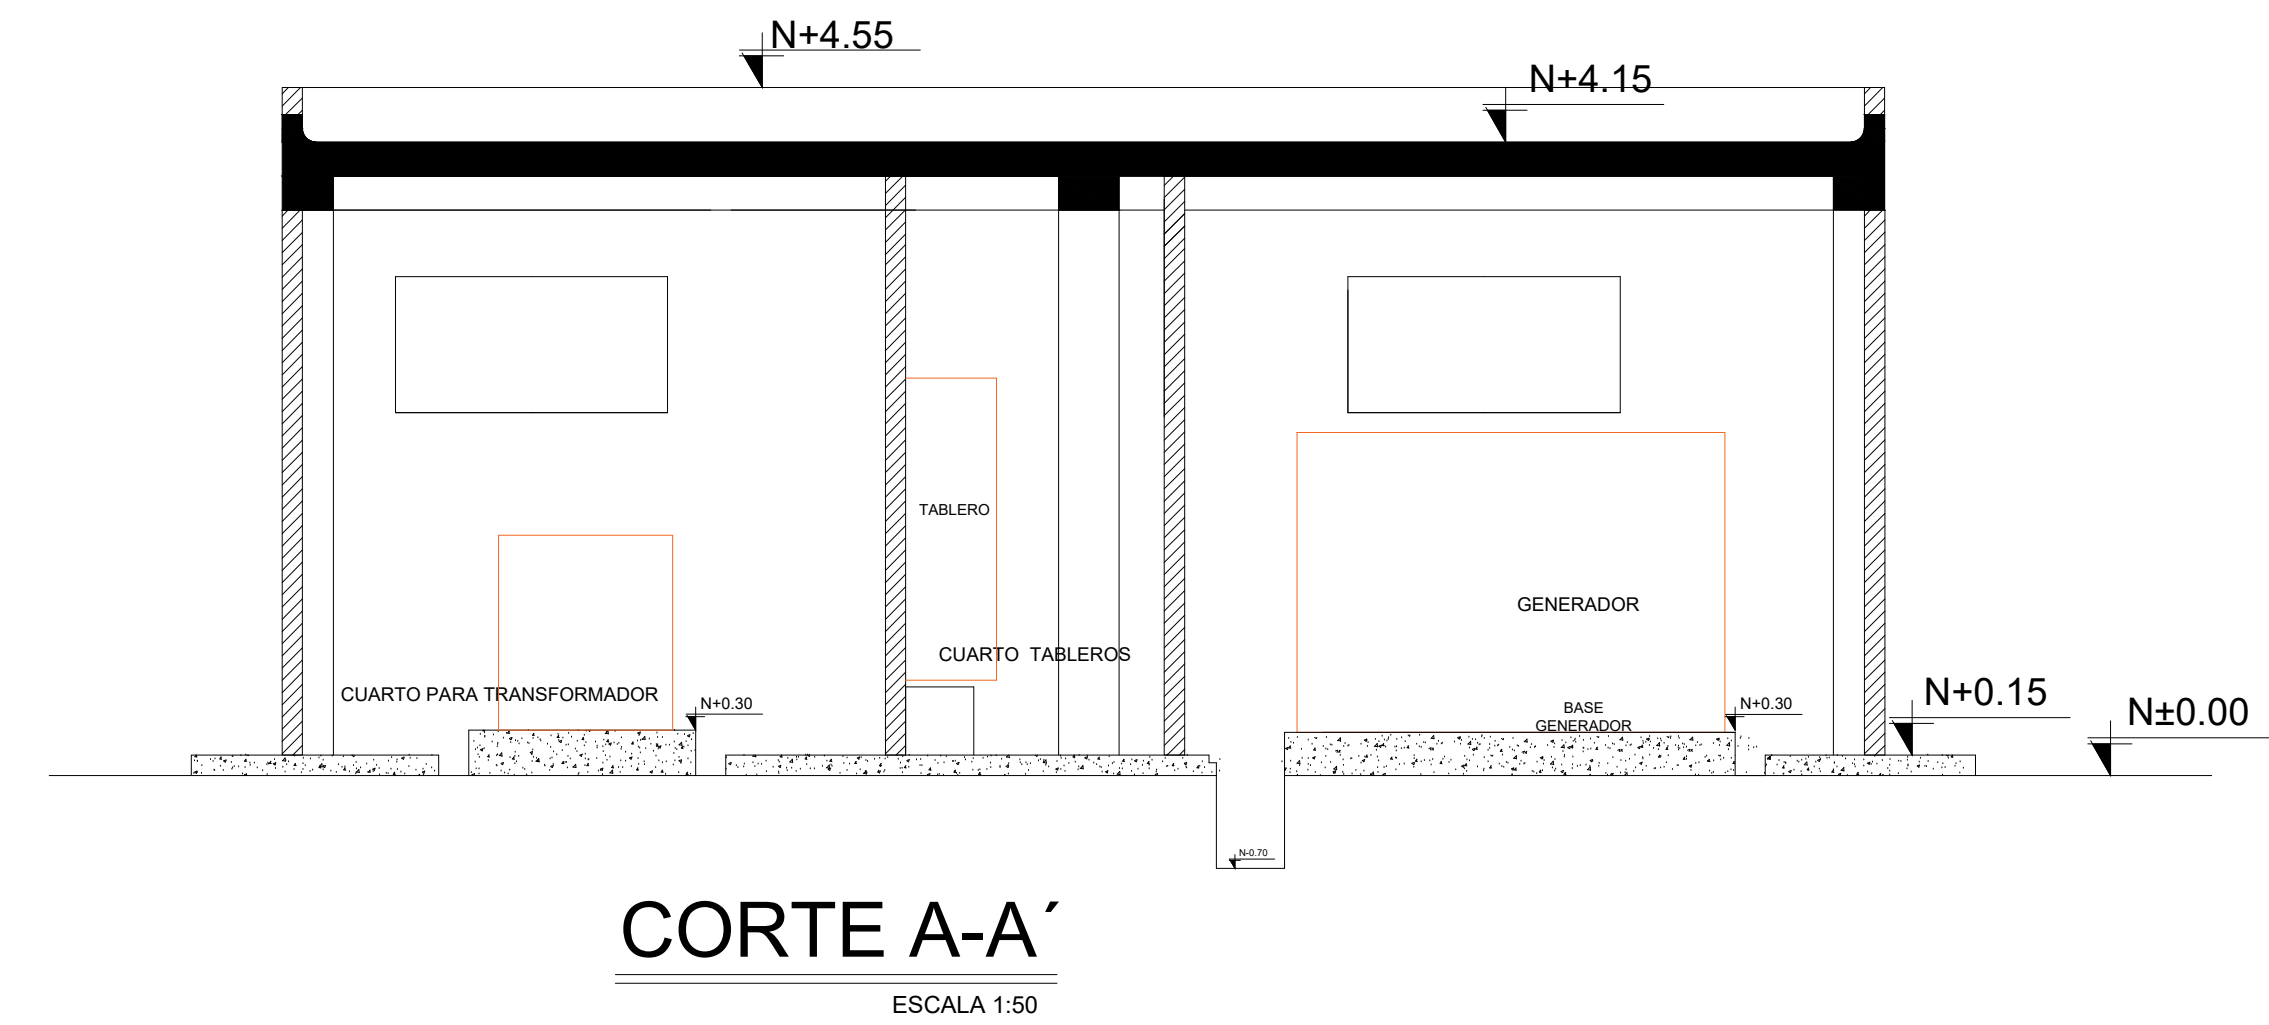 N+4.55
N+4.15
TABLERO
GENERADOR
CUARTO TABLEROS
CUARTO PARA TRANSFORMADOR
N+0.30
BASE
GENERADOR
N+0.30
N+0.15
N±0.00
N-0.70
CORTE A-A´
ESCALA 1:50